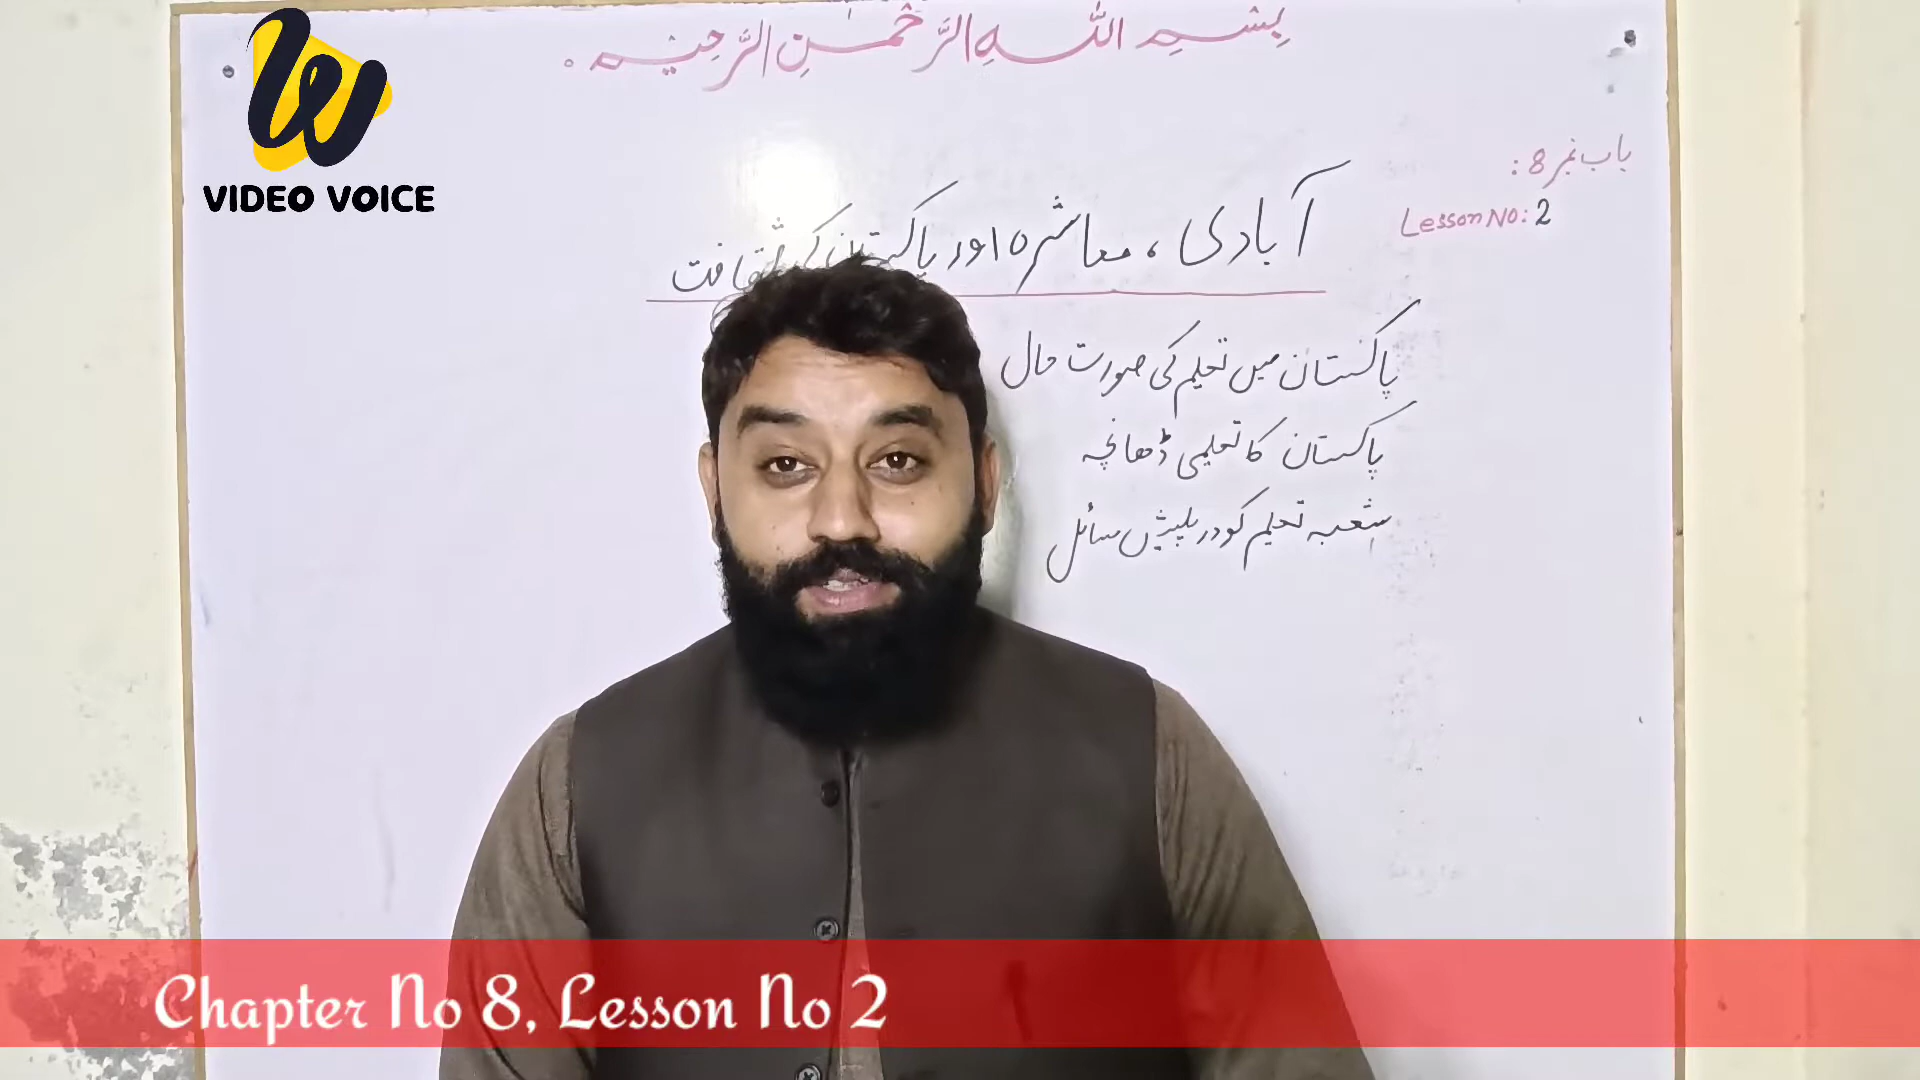 بِسْمِ اللهِ الرَّحْمٰنِ الرَّحِيْمِ
VIDEO VOICE
باب نمبر 8:
Lesson No: 2
آبادی، معاشرہ اور پاکستان کی ثقافت
پاکستان میں تعلیم کی صورت حال
پاکستان کا تعلیمی ڈھانچہ
شعبہ تعلیم کو درپیش مسائل
Chapter No 8, Lesson No 2